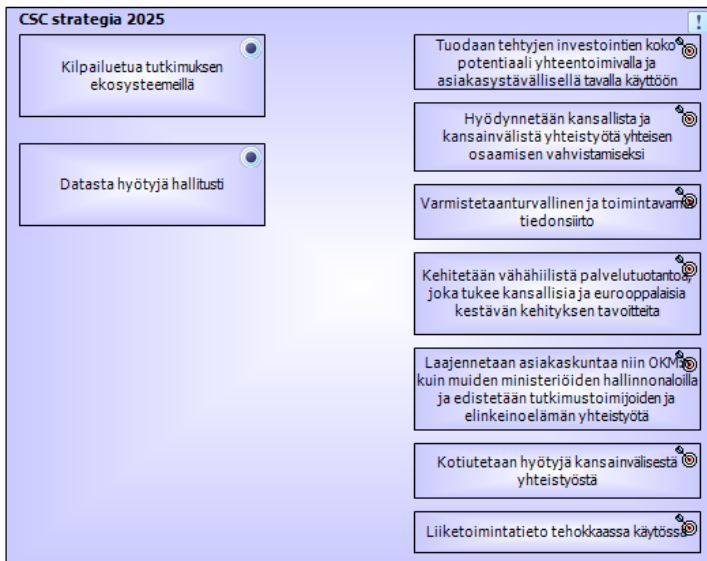 CSC strategia 2025
!
Kilpailuetua tutkimuksen
ekosysteemeillä
Datasta hyötyjä hallitusti
Tuodaan tehtyjen investointien koko
potentiaali yhteentoimivalla ja
asiakasystävällisellä tavalla käyttöön
Hyödynnetään kansallista ja
kansainvälistä yhteistyötä yhteisen
osaamisen vahvistamiseksi
Varmistetaanturvallinen ja toimintavarma
tiedonsiirto
Kehitetään vähähiilistä palvelutuotantoa,
joka tukee kansallisia ja eurooppalaisia
kestävän kehityksen tavoitteita
Laajennetaan asiakaskuntaa niin OKM:n
kuin muiden ministeriöiden hallinnonaloilla
ja edistetään tutkimustoimijoiden ja
elinkeinoelämän yhteistyötä
Kotiutetaan hyötyjä kansainvälisestä
yhteistyöstä
Liiketoimintatieto tehokkaassa käytössä